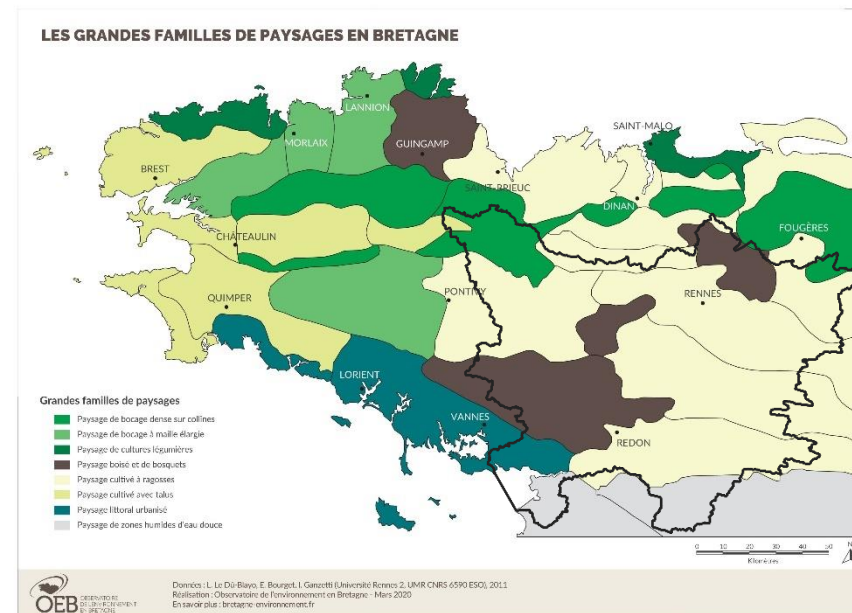 LES GRANDES FAMILLES DE PAYSAGES EN BRETAGNE
LANNION
MORLAIX
GUINGAMP
SAINT-MALO
BREST
SAINT-BRIEUC
DINAN
FOUGÈRES
CHÂTEAULIN
QUIMPER
PONTIVY
RENNES
LORIENT
VANNES
REDON
Grandes familles de paysages
Paysage de bocage dense sur collines
Paysage de bocage à maille élargie
Paysage de cultures légumières
Paysage boisé et de bosquets
Paysage cultivé à ragosses
Paysage cultivé avec talus
Paysage littoral urbanisé
Paysage de zones humides d'eau douce
0 10 20 30 40 50
Kilomètres
N
OEB
OBSERVATOIRE
DE L'ENVIRONNEMENT
EN BRETAGNE
Données : L. Le Dû-Blayo, E. Bourget, I. Ganzetti (Université Rennes 2, UMR CNRS 6590 ESO), 2011
Réalisation : Observatoire de l'environnement en Bretagne - Mars 2020
En savoir plus : bretagne-environnement.fr